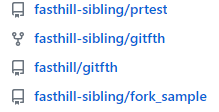 fasthill-sibling/prtest
fasthill-sibling/gitfth
fasthill/gitfth
fasthill-sibling/fork_sample